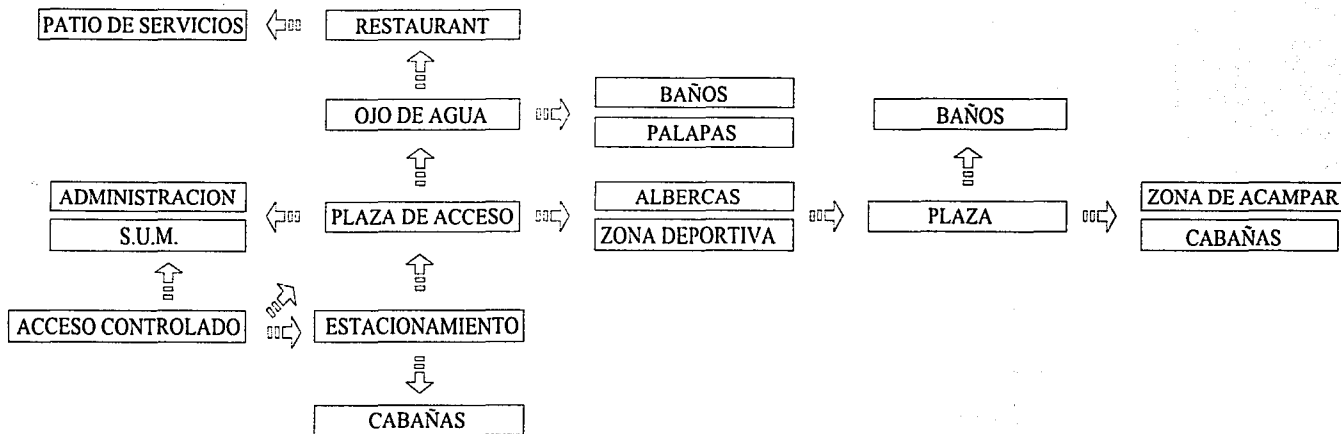 PATIO DE SERVICIOS
RESTAURANT
OJO DE AGUA
BAÑOS
PALAPAS
BAÑOS
ADMINISTRACION
S.U.M.
PLAZA DE ACCESO
ALBERCAS
ZONA DEPORTIVA
PLAZA
ZONA DE ACAMPAR
CABAÑAS
ACCESO CONTROLADO
ESTACIONAMIENTO
CABAÑAS